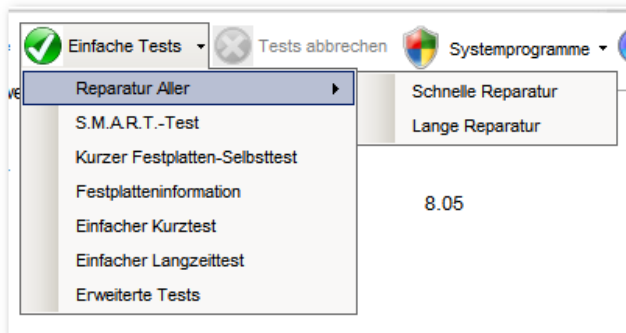 Einfache Tests Tests abbrechen Systemprogramme
Reparatur Aller Schnelle Reparatur
S.M.A.R.T.-Test Lange Reparatur
Kurzer Festplatten-Selbsttest
Festplatteninformation 8.05
Einfacher Kurztest
Einfacher Langzeittest
Erweiterte Tests